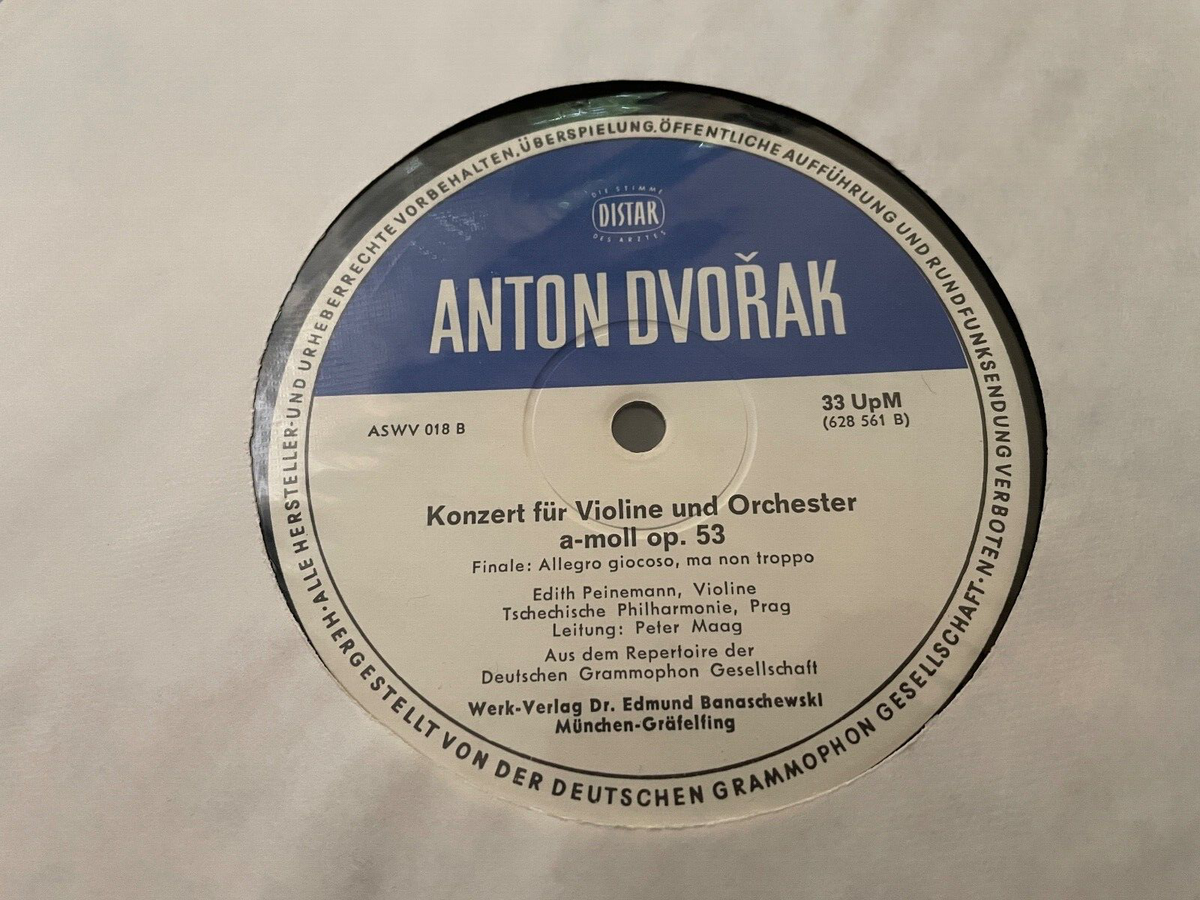 ALLE HERSTELLER- UND URHEBERRECHTE VORBEHALTEN. ÜBERSPIELUNG. ÖFFENTLICHE AUFFÜHRUNG UND RUNDFUNKSENDUNG VERBOTEN ·
DIE STIMME
DISTAR
DES ARZTES
ANTON DVOŘAK
33 UpM
ASWV 018 B
(628 561 B)
Konzert für Violine und Orchester
a-moll op. 53
Finale: Allegro giocoso, ma non troppo
Edith Peinemann, Violine
Tschechische Philharmonie, Prag
Leitung: Peter Maag
Aus dem Repertoire der
Deutschen Grammophon Gesellschaft
Werk-Verlag Dr. Edmund Banaschewski
München-Gräfelfing
HERGESTELLT VON DER DEUTSCHEN GRAMMOPHON GESELLSCHAFT ·